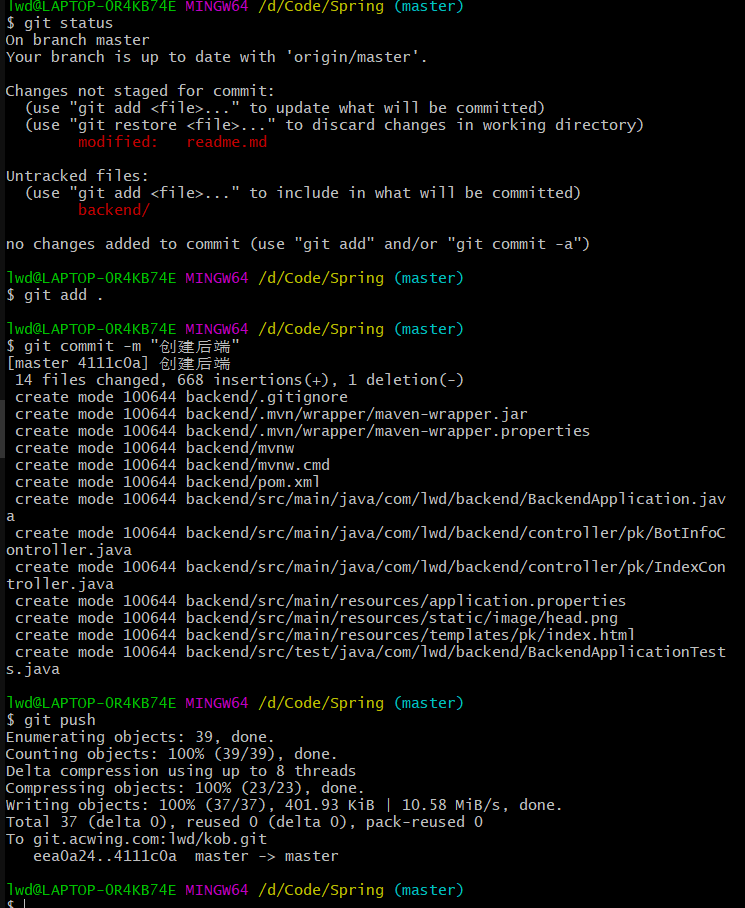 lwd@LAPTOP-0R4KB74E MINGW64 /d/Code/Spring (master)
$ git status
On branch master
Your branch is up to date with 'origin/master'.
Changes not staged for commit:
(use "git add <file>..." to update what will be committed)
(use "git restore <file>..." to discard changes in working directory)
modified: readme.md
Untracked files:
(use "git add <file>..." to include in what will be committed)
backend/
no changes added to commit (use "git add" and/or "git commit -a")
lwd@LAPTOP-0R4KB74E MINGW64 /d/Code/Spring (master)
$ git add .
lwd@LAPTOP-0R4KB74E MINGW64 /d/Code/Spring (master)
$ git commit -m "创建后端"
[master 4111c0a] 创建后端
14 files changed, 668 insertions(+), 1 deletion(-)
create mode 100644 backend/.gitignore
create mode 100644 backend/.mvn/wrapper/maven-wrapper.jar
create mode 100644 backend/.mvn/wrapper/maven-wrapper.properties
create mode 100644 backend/mvnw
create mode 100644 backend/mvnw.cmd
create mode 100644 backend/pom.xml
create mode 100644 backend/src/main/java/com/lwd/backend/BackendApplication.jav
a
create mode 100644 backend/src/main/java/com/lwd/backend/controller/pk/BotInfoC
ontroller.java
create mode 100644 backend/src/main/java/com/lwd/backend/controller/pk/IndexCon
troller.java
create mode 100644 backend/src/main/resources/application.properties
create mode 100644 backend/src/main/resources/static/image/head.png
create mode 100644 backend/src/main/resources/templates/pk/index.html
create mode 100644 backend/src/test/java/com/lwd/backend/BackendApplicationTest
s.java
lwd@LAPTOP-0R4KB74E MINGW64 /d/Code/Spring (master)
$ git push
Enumerating objects: 39, done.
Counting objects: 100% (39/39), done.
Delta compression using up to 8 threads
Compressing objects: 100% (23/23), done.
Writing objects: 100% (37/37), 401.93 KiB | 10.58 MiB/s, done.
Total 37 (delta 0), reused 0 (delta 0), pack-reused 0
To git.acwing.com:lwd/kob.git
eea0a24..4111c0a master -> master
lwd@LAPTOP-0R4KB74E MINGW64 /d/Code/Spring (master)
$